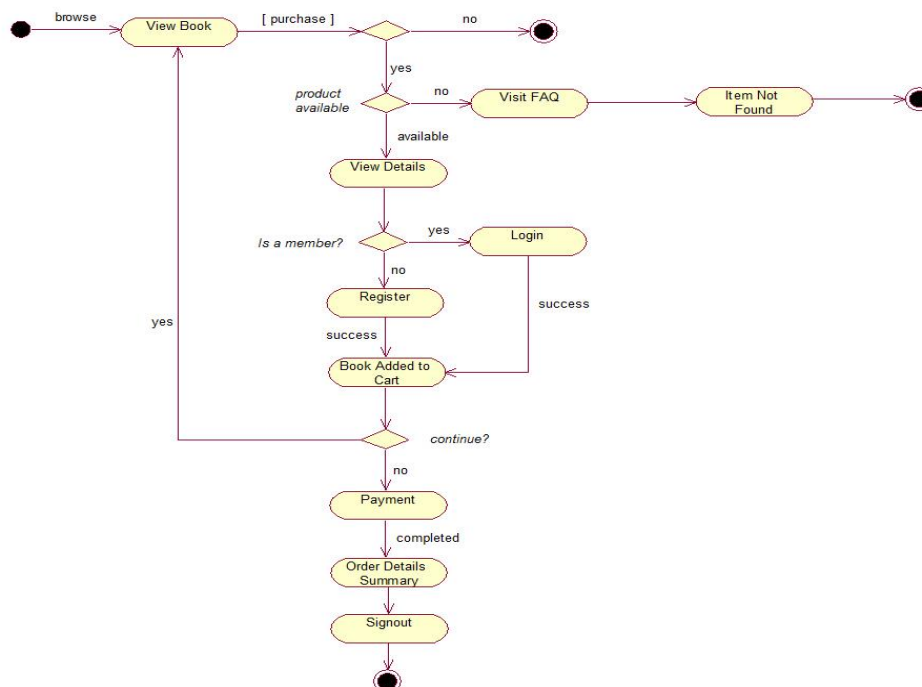 browse
View Book
[ purchase ]
no
yes
product
available
no
Visit FAQ
Item Not
Found
available
View Details
Is a member?
yes
Login
no
Register
success
success
yes
Book Added to
Cart
continue?
no
Payment
completed
Order Details
Summary
Signout